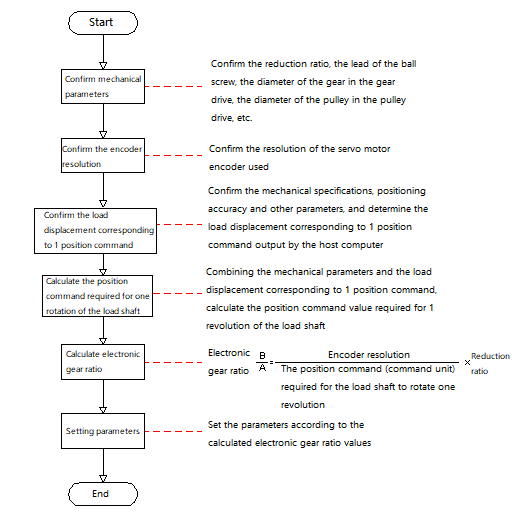 Start
Confirm mechanical
parameters
Confirm the reduction ratio, the lead of the ball
screw, the diameter of the gear in the gear
drive, the diameter of the pulley in the pulley
drive, etc.
Confirm the encoder
resolution
Confirm the resolution of the servo motor
encoder used
Confirm the load
displacement corresponding
to 1 position command
Confirm the mechanical specifications, positioning
accuracy and other parameters, and determine the
load displacement corresponding to 1 position
command output by the host computer
Calculate the position
command required for one
rotation of the load shaft
Combining the mechanical parameters and the load
displacement corresponding to 1 position command,
calculate the position command value required for 1
revolution of the load shaft
Calculate electronic
gear ratio
Electronic
gear ratio
B
A
=
Encoder resolution
The position command (command unit)
required for the load shaft to rotate one
revolution
×
Reduction
ratio
Setting parameters
Set the parameters according to the
calculated electronic gear ratio values
End